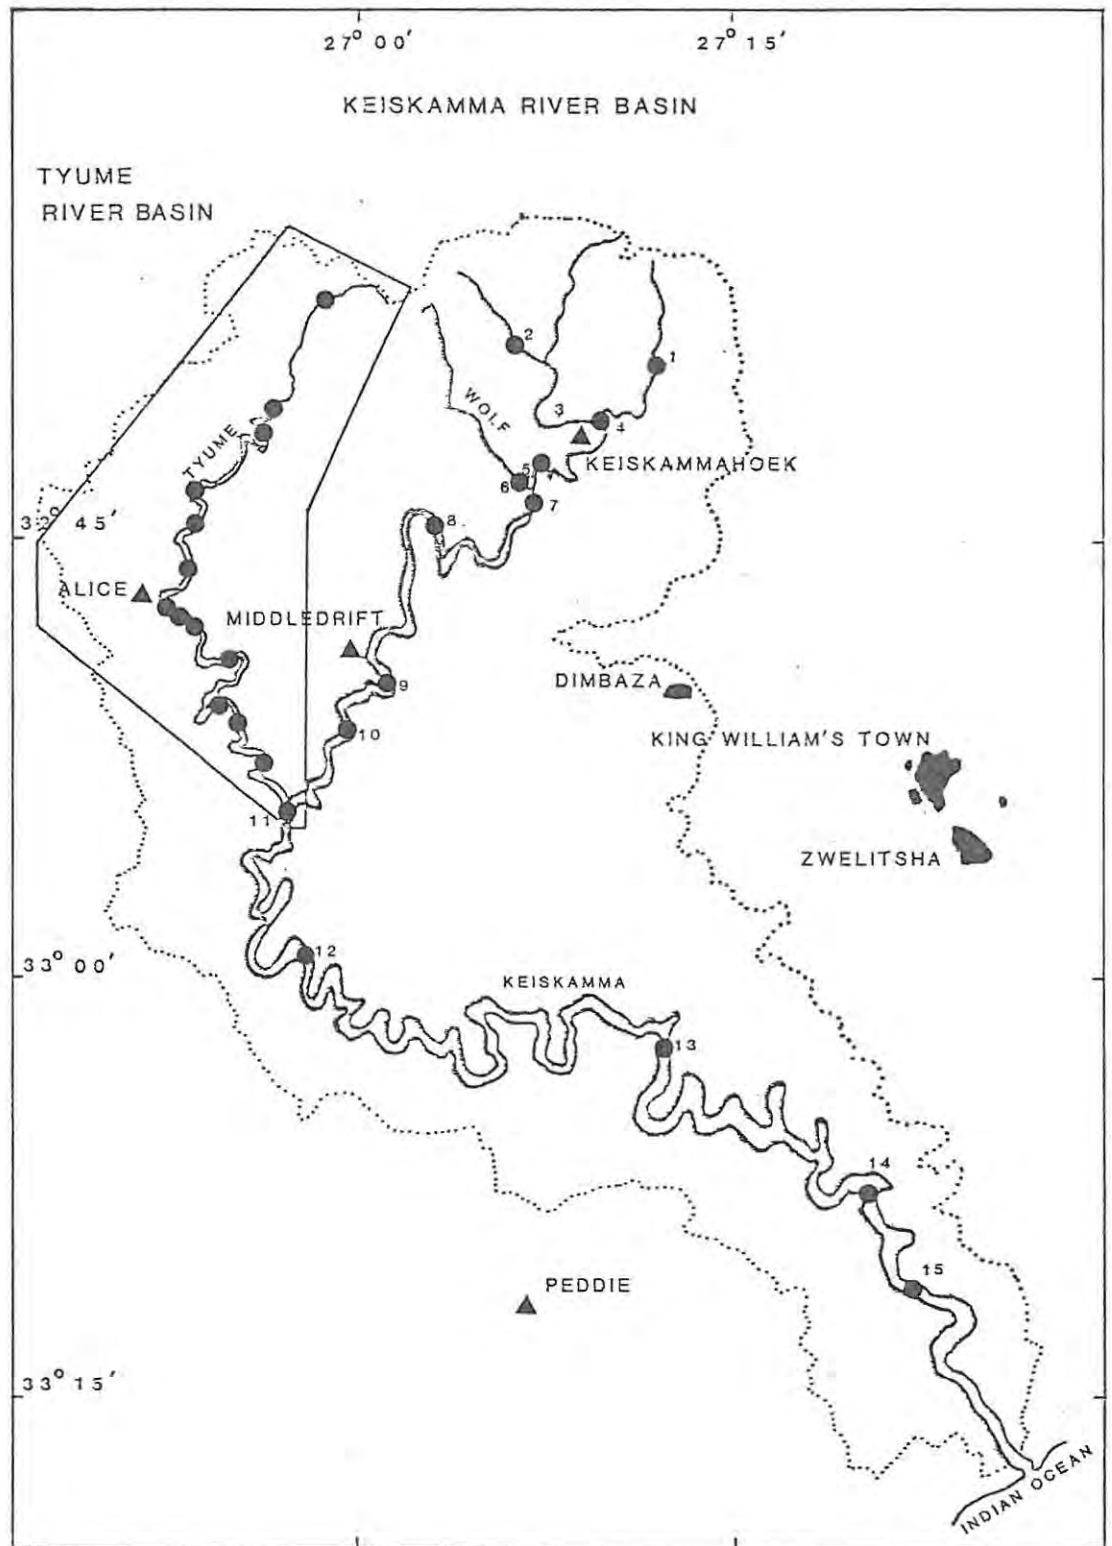 27° 00′
27° 15′
KEISKAMMA RIVER BASIN
TYUME
RIVER BASIN
2
1
WOLF
3
4
TYUME
KEISKAMMAHOEK
5
6
7
8
45′
ALICE
MIDDLEDRIFT
9
DIMBAZA
10
KING WILLIAM'S TOWN
11
ZWELITSHA
12
33° 00′
KEISKAMMA
13
14
15
PEDDIE
33° 15′
INDIAN OCEAN